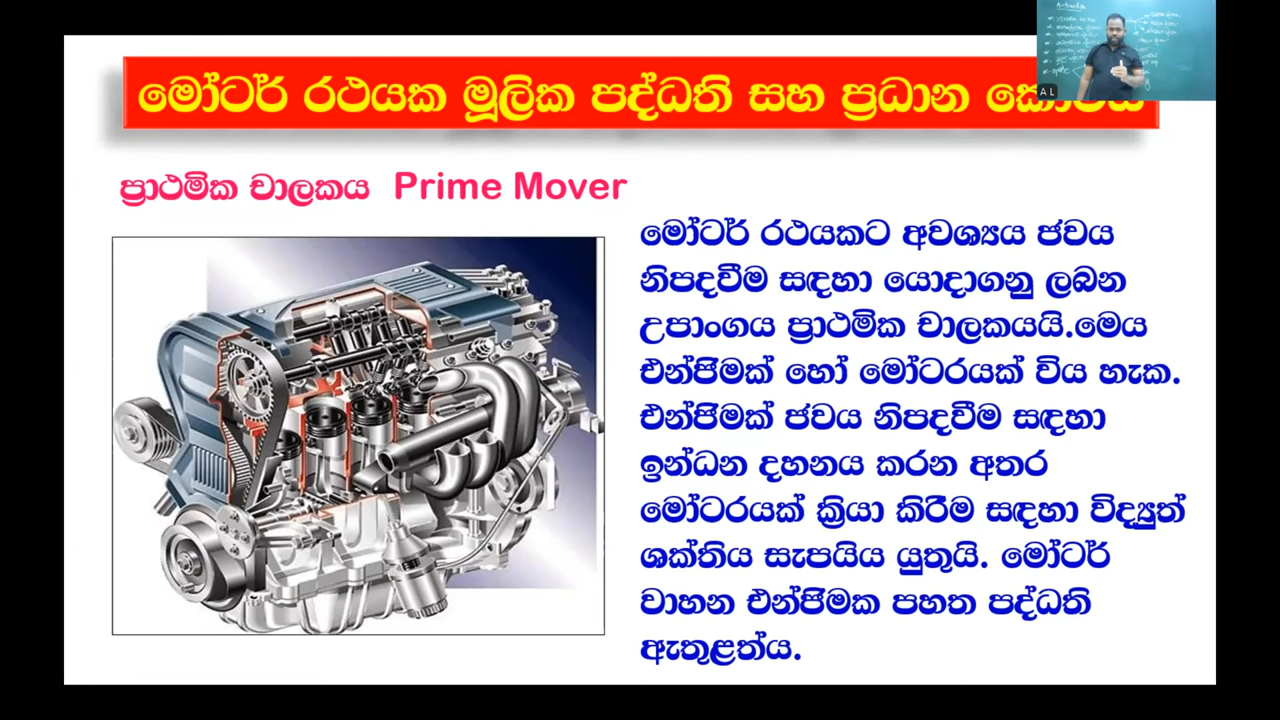 මෝටර් රථයක මූලික පද්ධති සහ ප්‍රධාන
ප්‍රාථමික චාලකය Prime Mover
මෝටර් රථයකට අවශ්‍යය ජවය
නිපදවීම සඳහා යොදාගනු ලබන
උපාංගය ප්‍රාථමික චාලකයයි.මෙය
එන්ජිමක් හෝ මෝටරයක් විය හැක.
එන්ජිමක් ජවය නිපදවීම සඳහා
ඉන්ධන දහනය කරන අතර
මෝටරයක් ක්‍රියා කිරීම සඳහා විද්‍යුත්
ශක්තිය සැපයිය යුතුයි. මෝටර්
වාහන එන්ජිමක පහත පද්ධති
ඇතුළත්ය.
A L